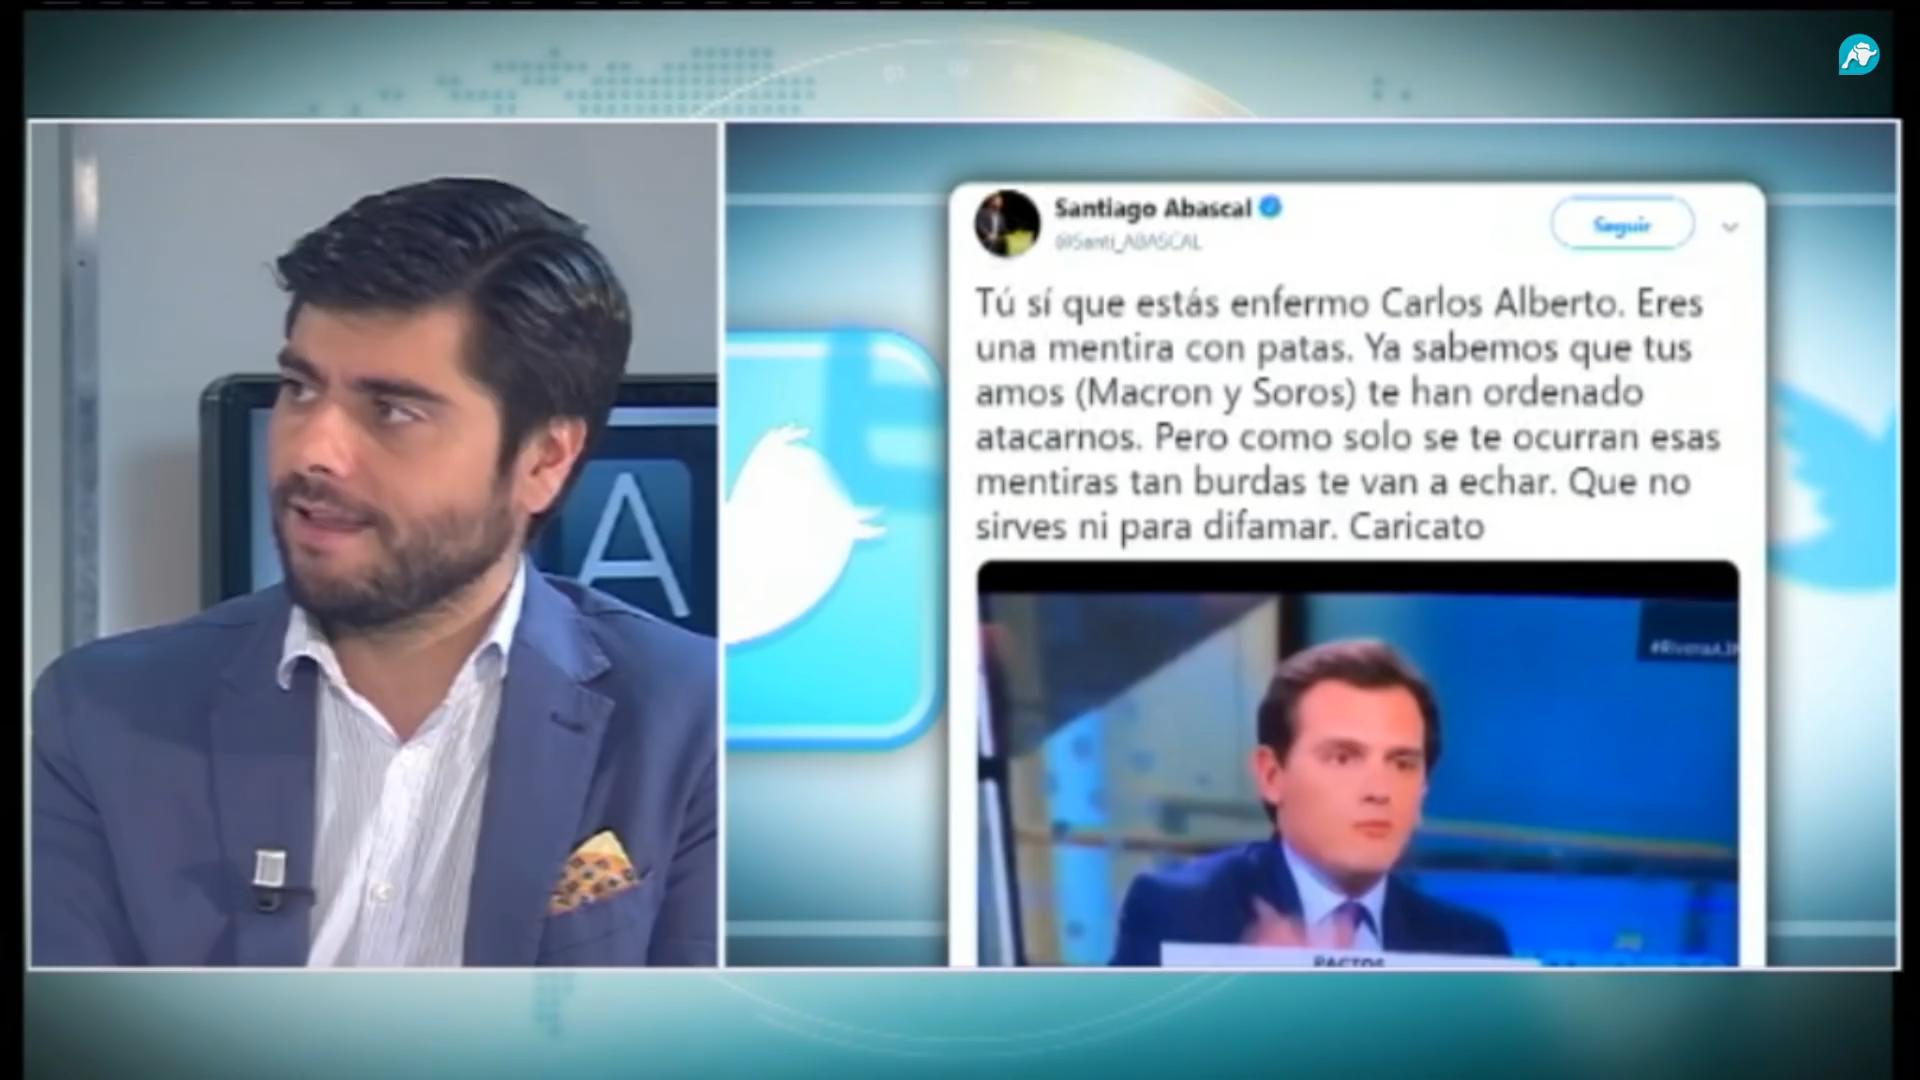 A
Santiago Abascal
@Santi_ABASCAL
Seguir
Tú sí que estás enfermo Carlos Alberto. Eres
una mentira con patas. Ya sabemos que tus
amos (Macron y Soros) te han ordenado
atacarnos. Pero como solo se te ocurran esas
mentiras tan burdas te van a echar. Que no
sirves ni para difamar. Caricato
PACTOS